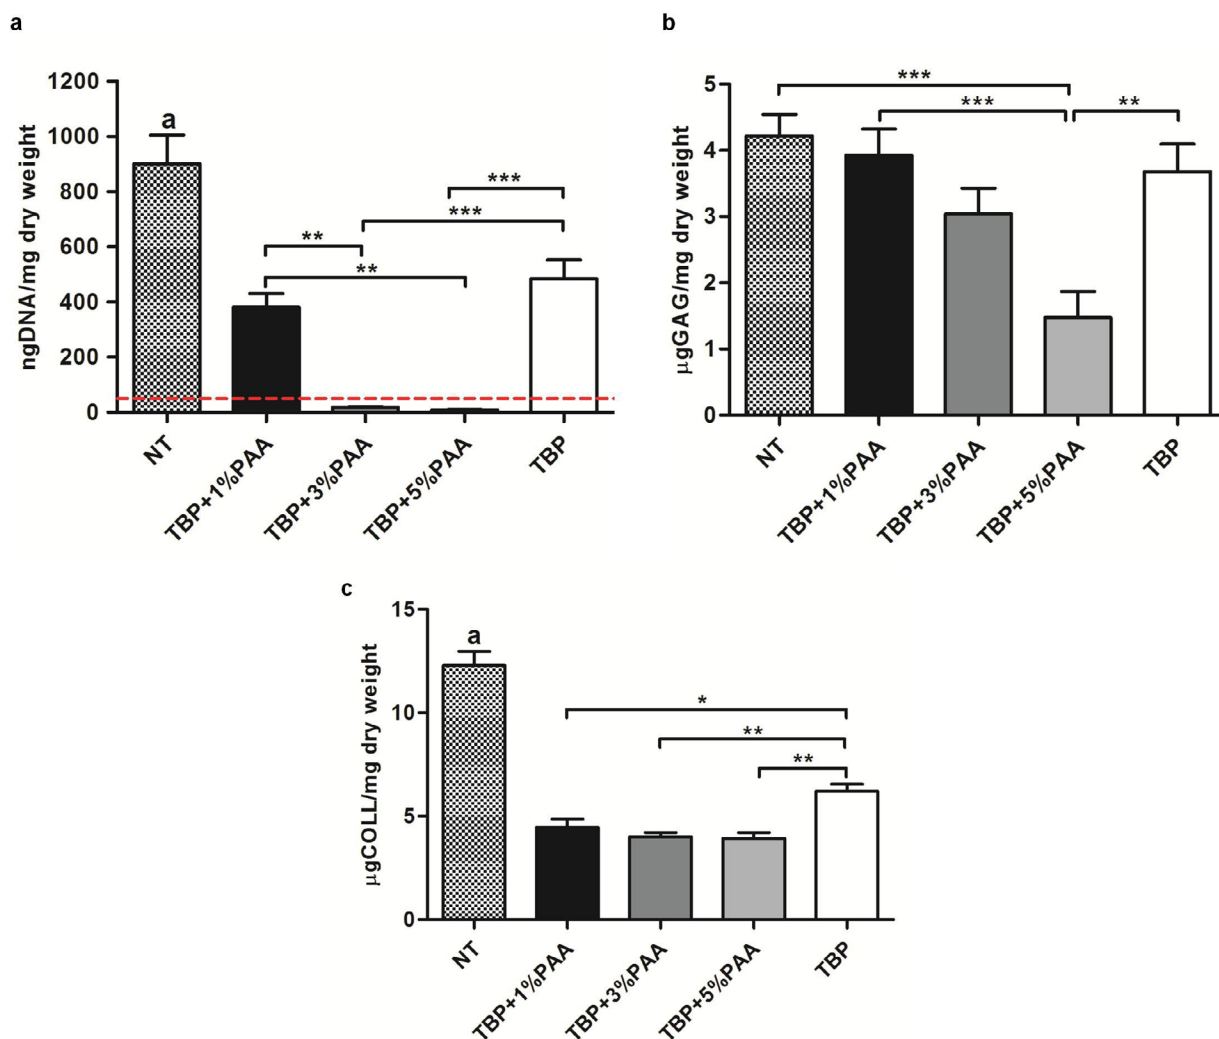 a
ngDNA/mg dry weight
1200
1000
800
600
400
200
0
a
***
***
**
**
NT
TBP+1%PAA
TBP+3%PAA
TBP+5%PAA
TBP
b
µgGAG/mg dry weight
5
4
3
2
1
0
***
***
**
NT
TBP+1%PAA
TBP+3%PAA
TBP+5%PAA
TBP
c
µgCOLL/mg dry weight
15
10
5
0
a
*
**
**
NT
TBP+1%PAA
TBP+3%PAA
TBP+5%PAA
TBP